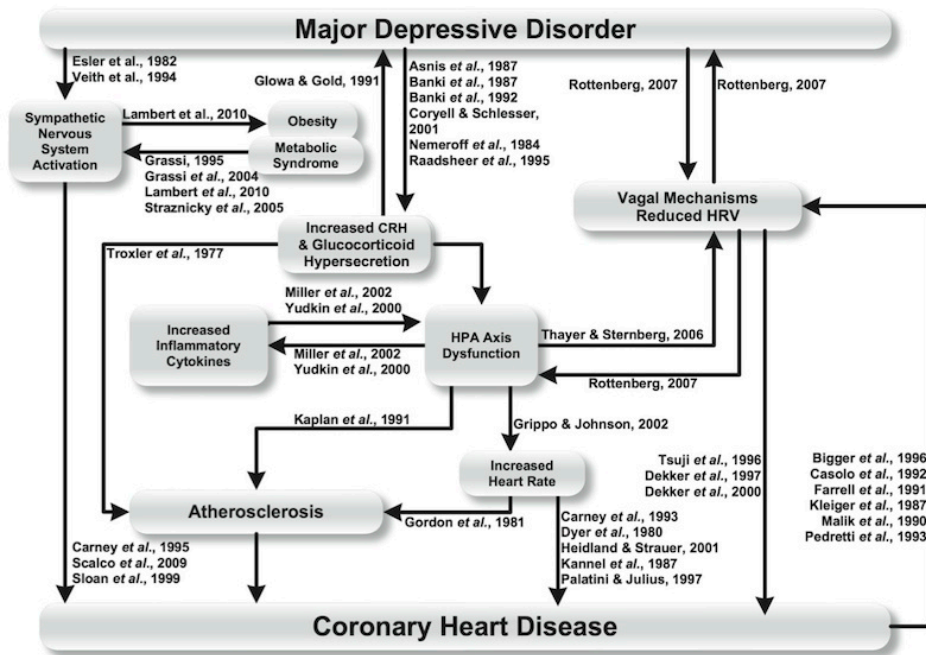 Major Depressive Disorder
Esler et al., 1982
Veith et al., 1994
Glowa & Gold, 1991
Asnis et al., 1987
Banki et al., 1987
Banki et al., 1992
Coryell & Schlesser,
2001
Nemeroff et al., 1984
Raadsheer et al., 1995
Rottenberg, 2007
Rottenberg, 2007
Sympathetic
Nervous
System
Activation
Lambert et al., 2010
Obesity
Metabolic
Syndrome
Grassi, 1995
Grassi et al., 2004
Lambert et al., 2010
Straznicky et al., 2005
Vagal Mechanisms
Reduced HRV
Increased CRH
& Glucocorticoid
Hypersecretion
Troxler et al., 1977
Miller et al., 2002
Yudkin et al., 2000
Increased
Inflammatory
Cytokines
HPA Axis
Dysfunction
Thayer & Sternberg, 2006
Miller et al., 2002
Yudkin et al., 2000
Rottenberg, 2007
Kaplan et al., 1991
Grippo & Johnson, 2002
Increased
Heart Rate
Tsuji et al., 1996
Dekker et al., 1997
Dekker et al., 2000
Bigger et al., 1996
Casolo et al., 1992
Farrell et al., 1991
Kleiger et al., 1987
Malik et al., 1990
Pedretti et al., 1993
Atherosclerosis
Gordon et al., 1981
Carney et al., 1993
Dyer et al., 1980
Heidland & Strauer, 2001
Kannel et al., 1987
Palatini & Julius, 1997
Carney et al., 1995
Scalco et al., 2009
Sloan et al., 1999
Coronary Heart Disease